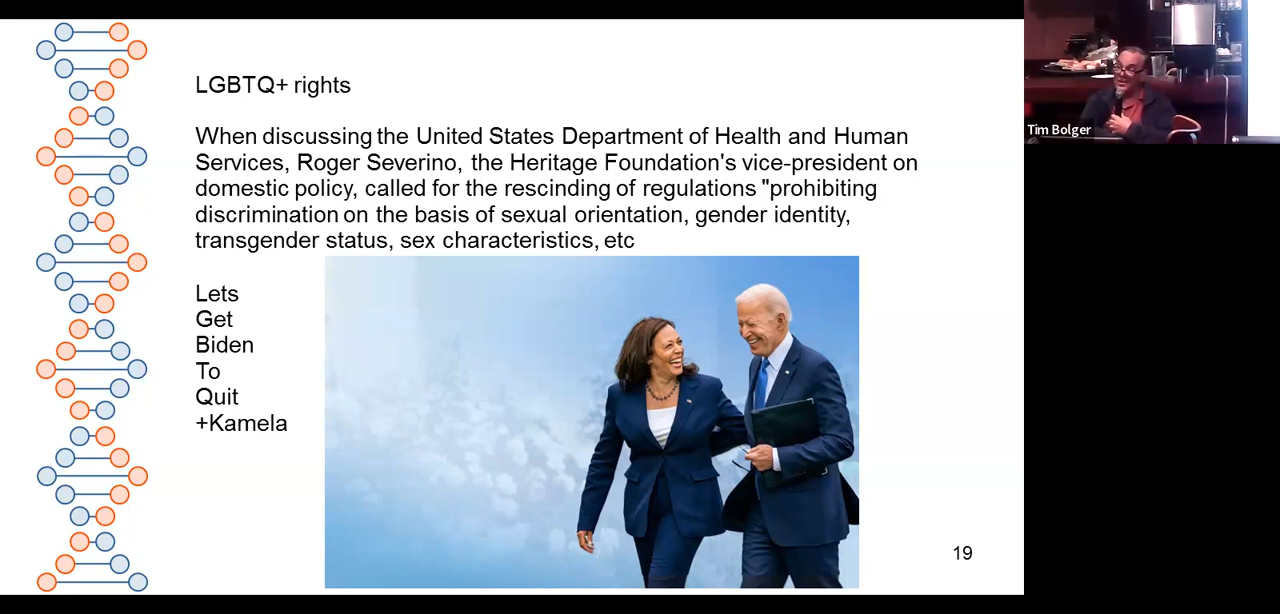 LGBTQ+ rights
When discussing the United States Department of Health and Human
Services, Roger Severino, the Heritage Foundation's vice-president on
domestic policy, called for the rescinding of regulations "prohibiting
discrimination on the basis of sexual orientation, gender identity,
transgender status, sex characteristics, etc
Lets
Get
Biden
To
Quit
+Kamela
19
Tim Bolger